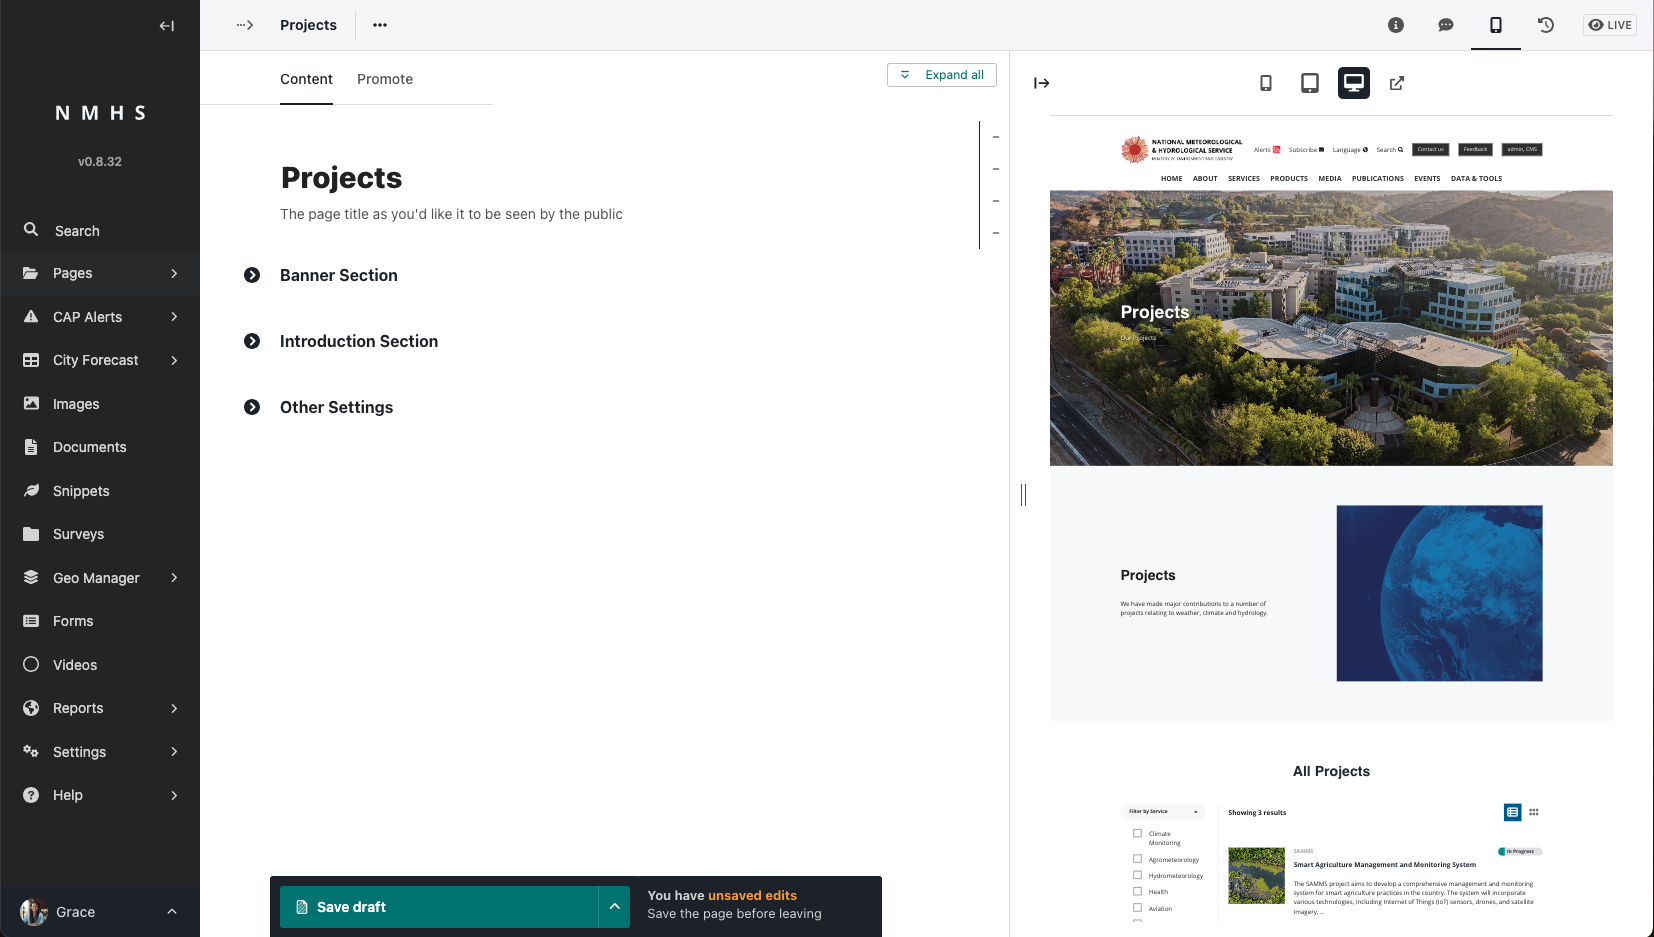 NMHS
v0.8.32
Search
Pages
CAP Alerts
City Forecast
Images
Documents
Snippets
Surveys
Geo Manager
Forms
Videos
Reports
Settings
Help
Grace
Projects
LIVE
Content
Promote
Expand all
Projects
The page title as you'd like it to be seen by the public
Banner Section
Introduction Section
Other Settings
Save draft
You have unsaved edits
Save the page before leaving
NATIONAL METEOROLOGICAL
& HYDROLOGICAL SERVICE
MINISTRY OF ENVIRONMENT AND FORESTRY
Alerts Subscribe Language Search Contact us Feedback admin, CMS
HOME ABOUT SERVICES PRODUCTS MEDIA PUBLICATIONS EVENTS DATA & TOOLS
Projects
Our Projects
Projects
We have made major contributions to a number of
projects relating to weather, climate and hydrology.
All Projects
Filter by Service
Climate
Monitoring
Agrometeorology
Hydrometeorology
Health
Aviation
Showing 3 results
SAMMS
In Progress
Smart Agriculture Management and Monitoring System
The SAMMS project aims to develop a comprehensive management and monitoring
system for smart agriculture practices in the country. The system will incorporate
various technologies, including Internet of Things (IoT) sensors, drones, and satellite
imagery, ...